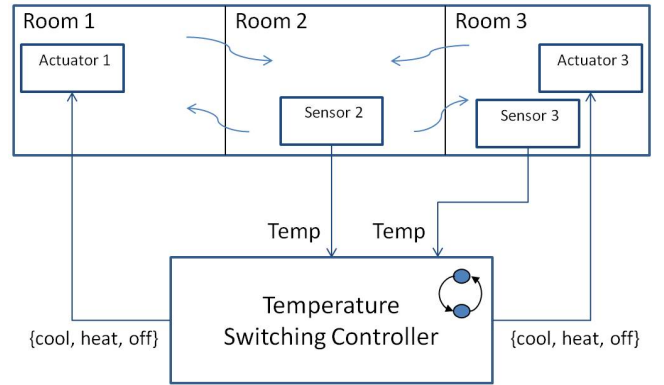 Room 1
Room 2
Room 3
Actuator 1
Actuator 3
Sensor 2
Sensor 3
Temp
Temp
Temperature
Switching Controller
{cool, heat, off}
{cool, heat, off}